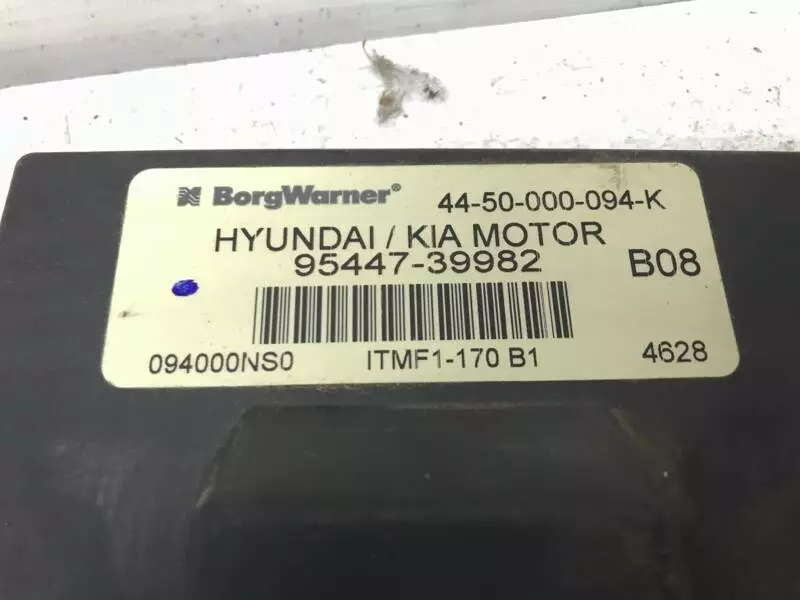 BorgWarner® 44-50-000-094-K
HYUNDAI / KIA MOTOR
95447-39982 B08
094000NS0 ITMF1-170 B1 4628